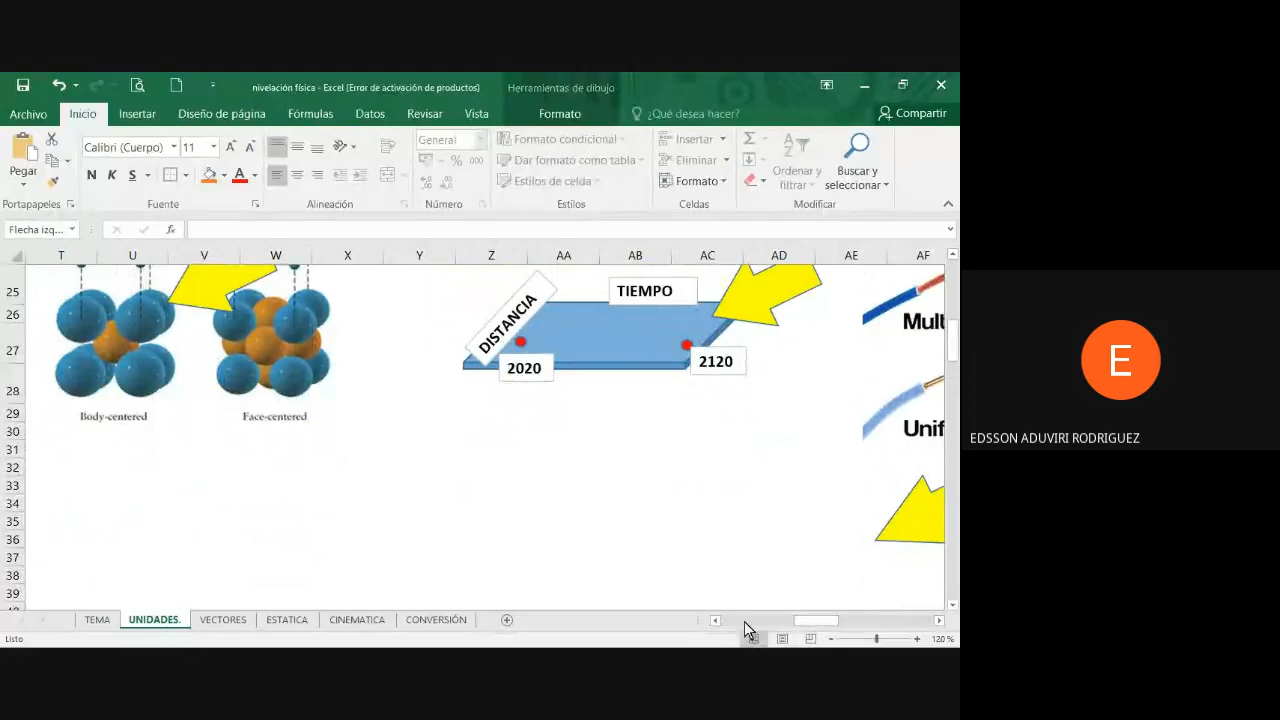 nivelación física - Excel (Error de activación de productos)
Herramientas de dibujo
Archivo
Inicio
Insertar
Diseño de página
Fórmulas
Datos
Revisar
Vista
Formato
¿Qué desea hacer?
Compartir
Pegar
Calibri (Cuerpo)
11
N K S
A
General
% 000
Formato condicional
Dar formato como tabla
Estilos de celda
Insertar
Eliminar
Formato
Ordenar y
filtrar
Buscar y
seleccionar
Portapapeles
Fuente
Alineación
Número
Estilos
Celdas
Modificar
Flecha izq...
fx
T U V W X Y Z AA AB AC AD AE AF
25
26
27
28
29
30
31
32
33
34
35
36
37
38
39
Body-centered
Face-centered
DISTANCIA
TIEMPO
2020
2120
Mult
Unif
TEMA
UNIDADES.
VECTORES
ESTATICA
CINEMATICA
CONVERSIÓN
Listo
120 %
E
EDSSON ADUVIRI RODRIGUEZ